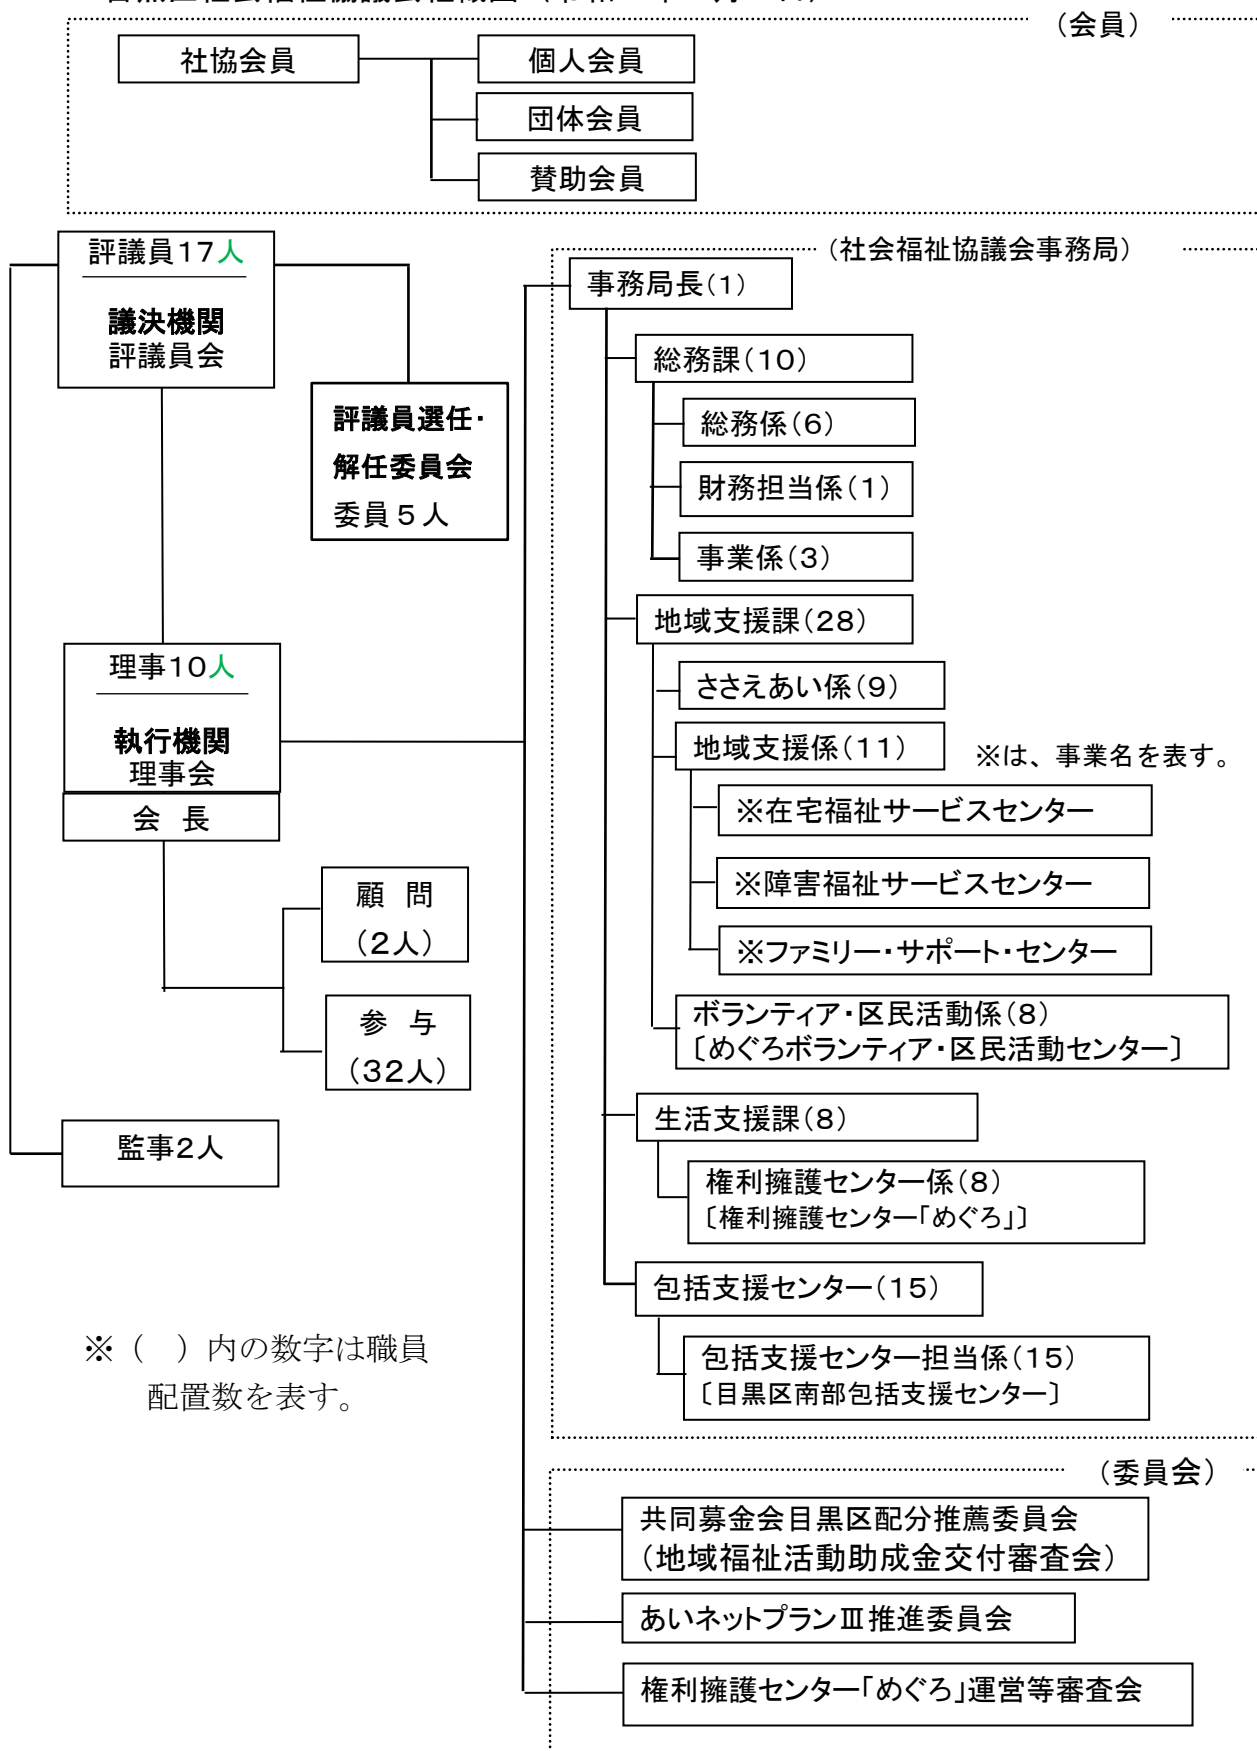 (会員)
社協会員
個人会員
団体会員
賛助会員
評議員17人
議決機関
評議員会
評議員選任・
解任委員会
委員5人
理事10人
執行機関
理事会
会 長
顧 問
(2人)
参 与
(32人)
監事2人
※( )内の数字は職員
配置数を表す。
(社会福祉協議会事務局)
事務局長(1)
総務課(10)
総務係(6)
財務担当係(1)
事業係(3)
地域支援課(28)
ささえあい係(9)
地域支援係(11)
※は、事業名を表す。
※在宅福祉サービスセンター
※障害福祉サービスセンター
※ファミリー・サポート・センター
ボランティア・区民活動係(8)
〔めぐろボランティア・区民活動センター〕
生活支援課(8)
権利擁護センター係(8)
〔権利擁護センター「めぐろ」〕
包括支援センター(15)
包括支援センター担当係(15)
〔目黒区南部包括支援センター〕
(委員会)
共同募金会目黒区配分推薦委員会
(地域福祉活動助成金交付審査会)
あいネットプランⅢ推進委員会
権利擁護センター「めぐろ」運営等審査会